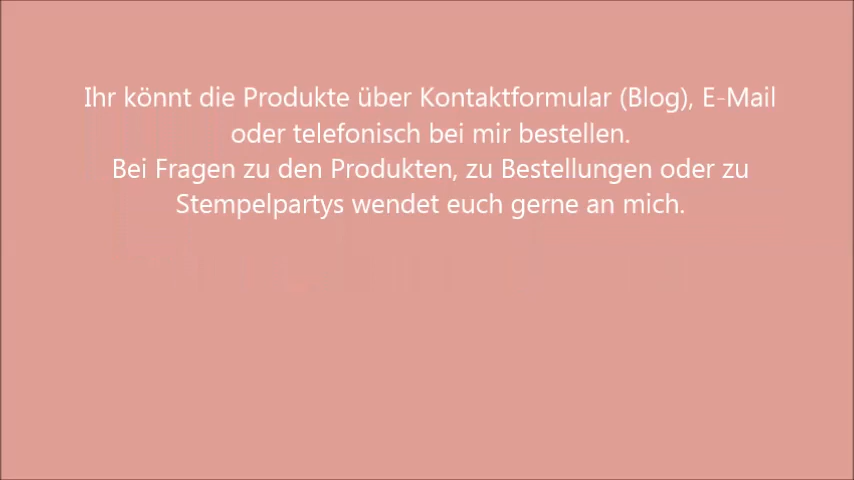 Ihr könnt die Produkte über Kontaktformular (Blog), E-Mail
oder telefonisch bei mir bestellen.
Bei Fragen zu den Produkten, zu Bestellungen oder zu
Stempelpartys wendet euch gerne an mich.